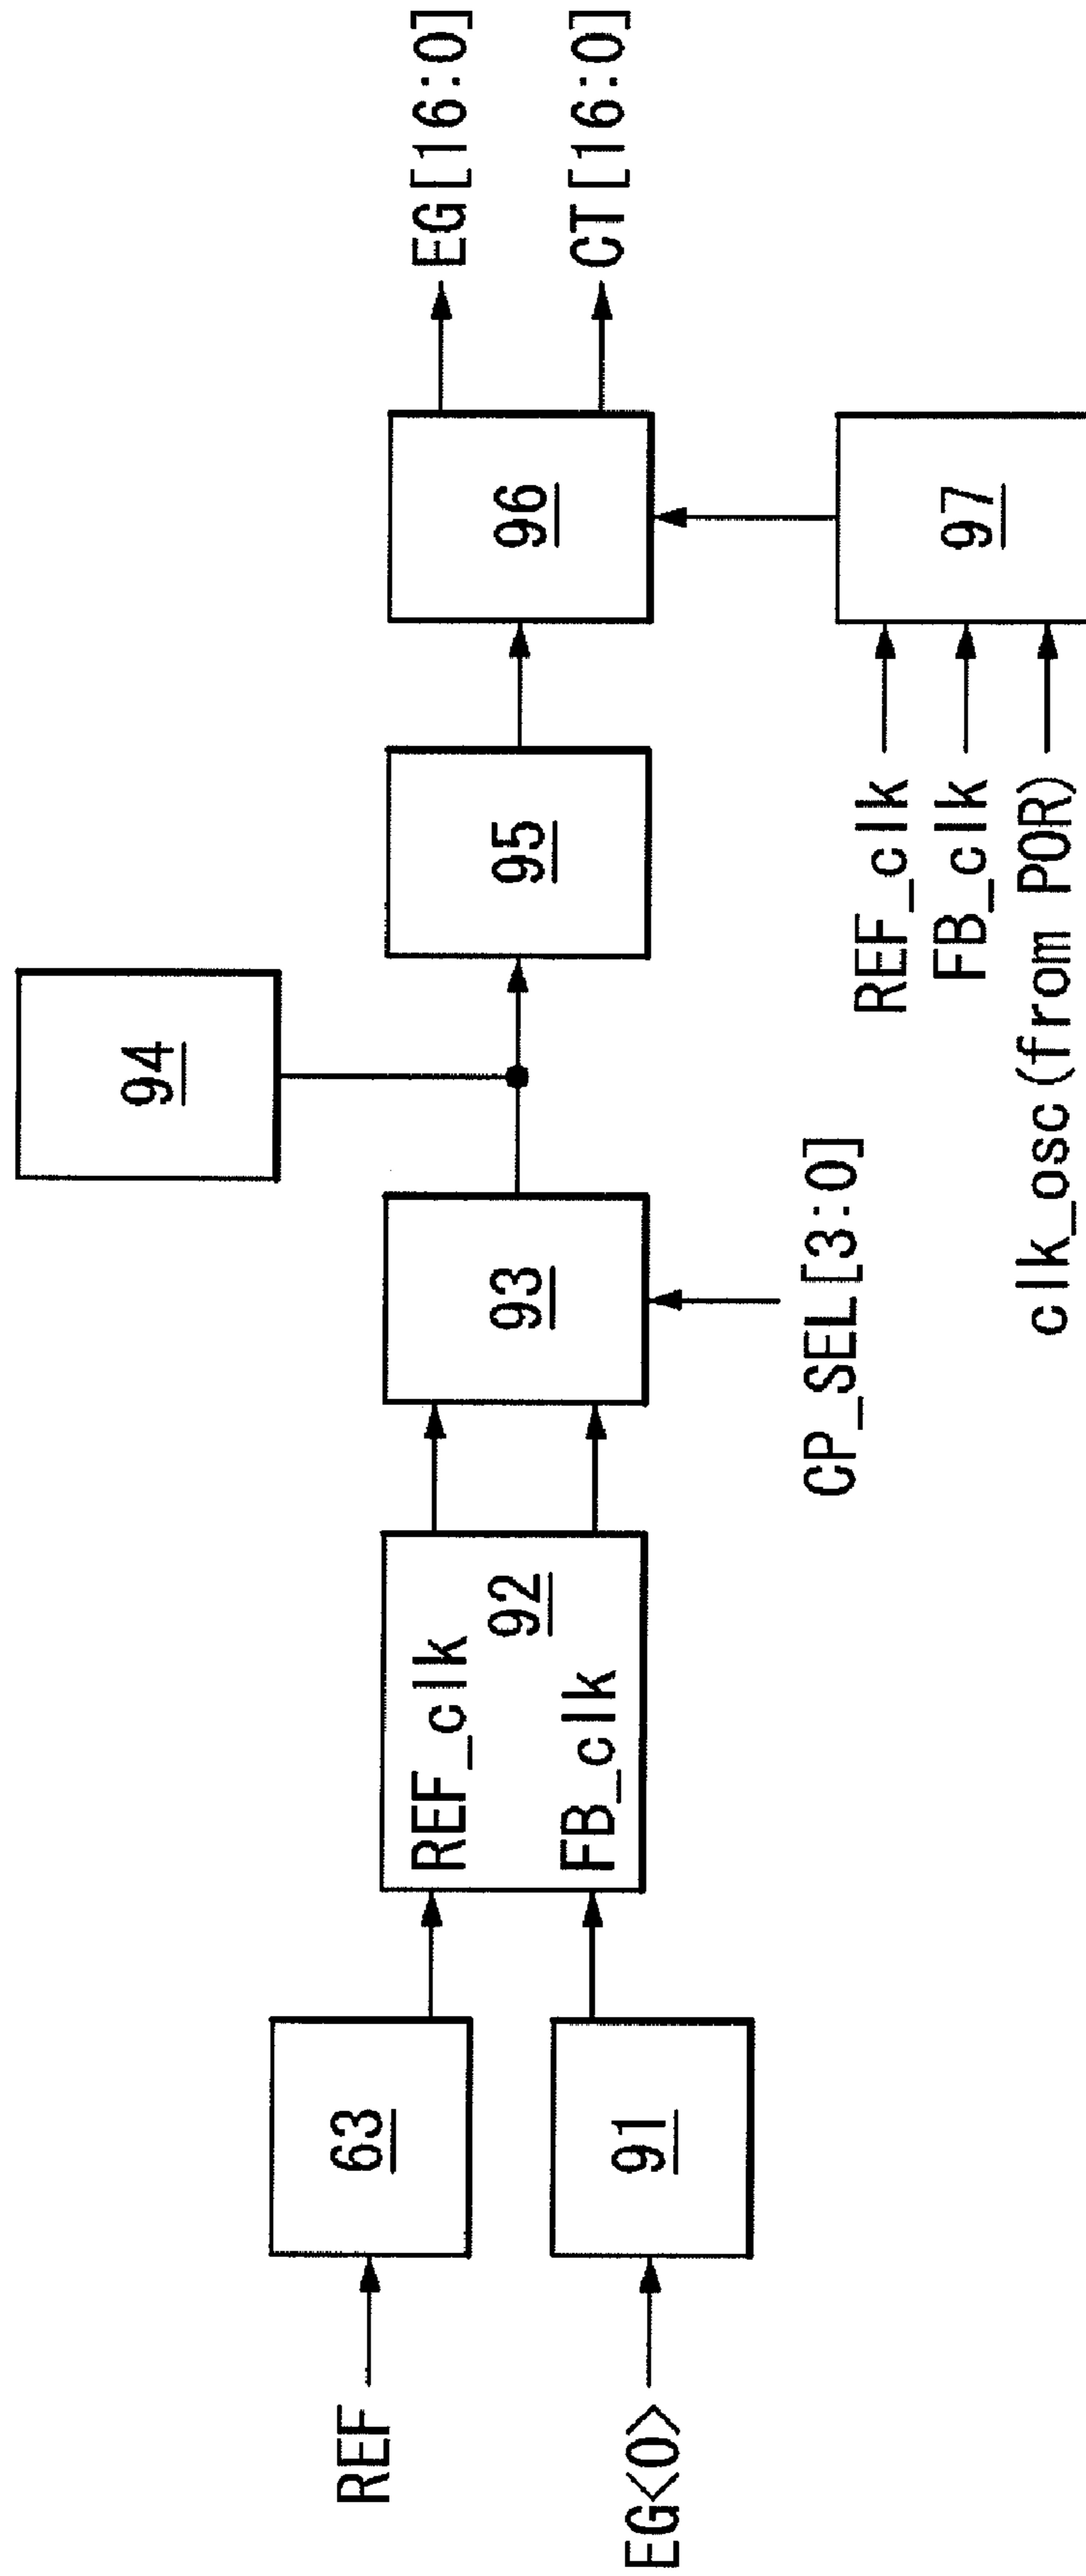 REF
EG<0>
63
91
REF_clk
FB_clk
92
93
CP_SEL[3:0]
94
95
96
EG[16:0]
CT[16:0]
REF_clk
FB_clk
clk_osc(from POR)
97